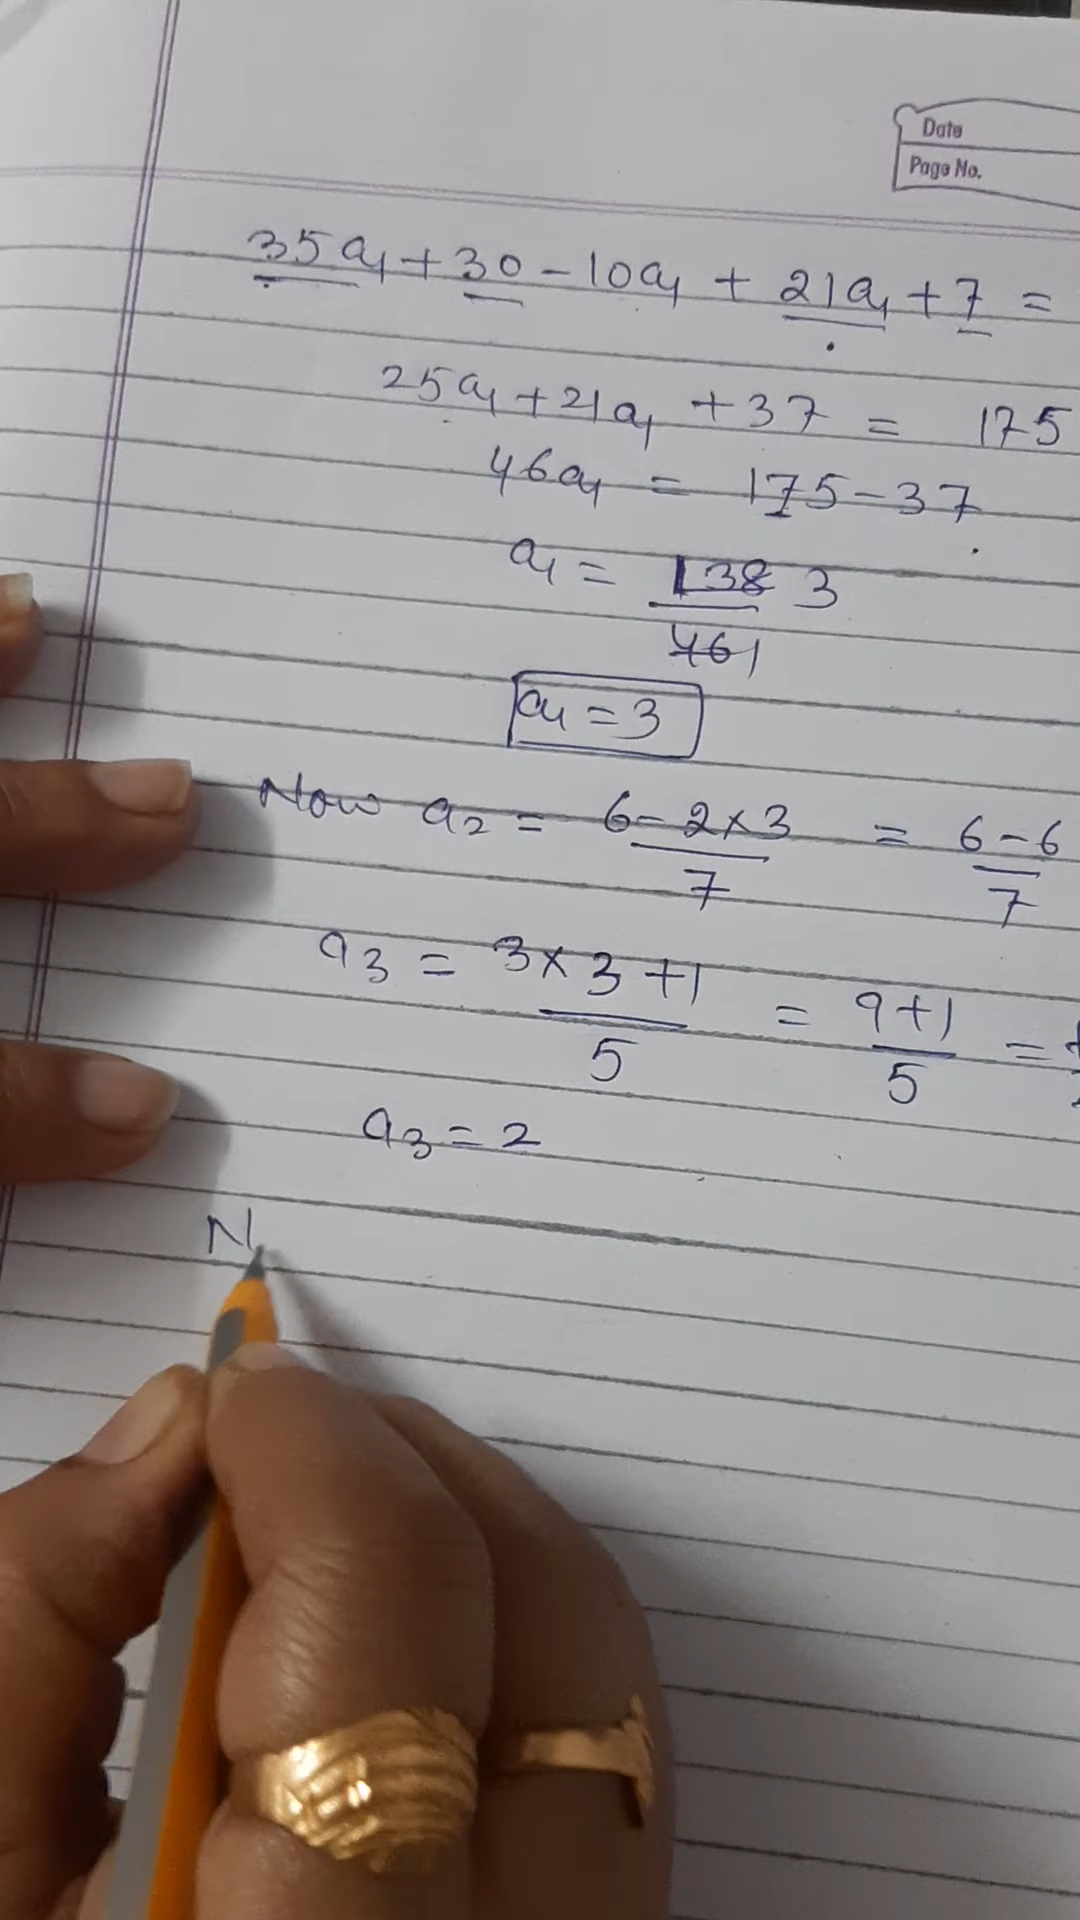 Date
Page No.
35a₁ + 30 - 10a₁ + 21a₁ + 7 =
25a₁ + 21a₁ + 37 = 175
46a₁ = 175 - 37
a₁ = 138 3
461
a₁ = 3
Now a₂ = 6 - 2 × 3 / 7 = 6 - 6 / 7
a₃ = 3 × 3 + 1 / 5 = 9 + 1 / 5 =
a₃ = 2
N